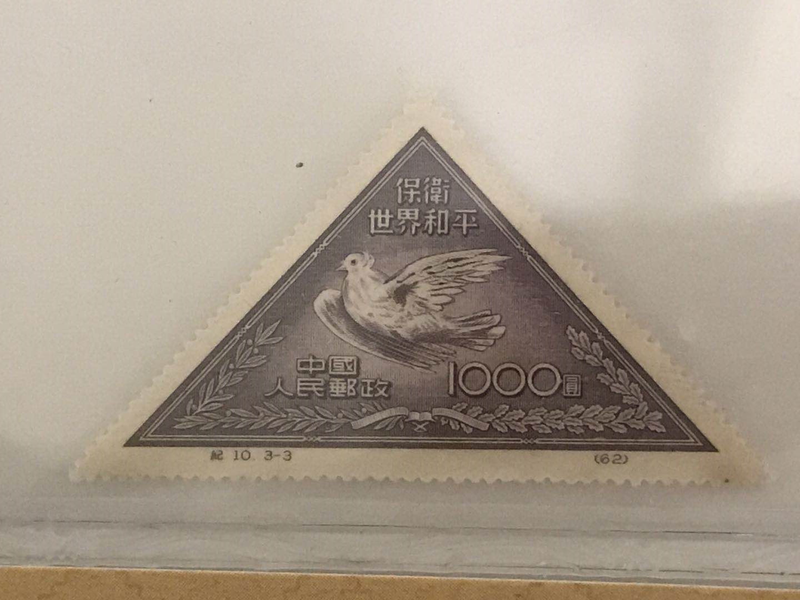 保衛
世界和平
中國
人民郵政
1000圓
紀 10. 3-3
(62)